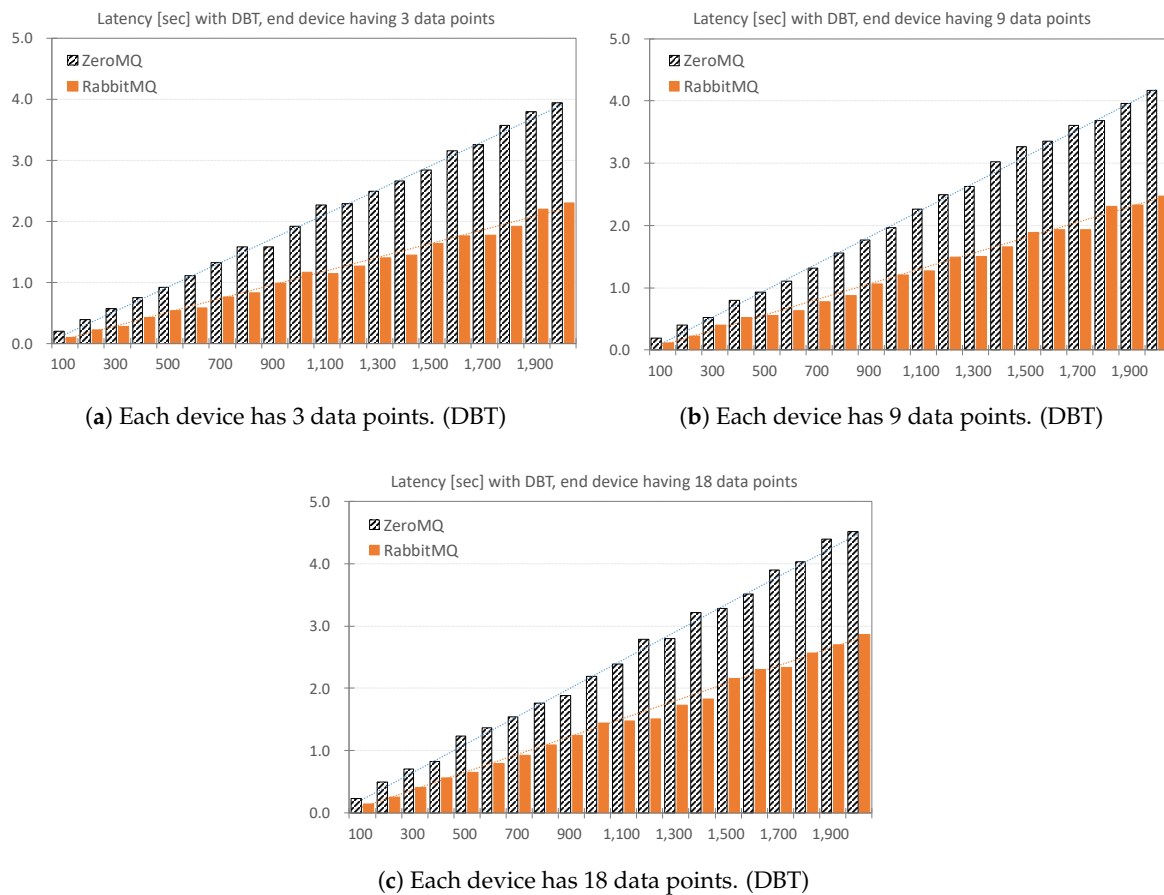 Latency [sec] with DBT, end device having 3 data points
5.0
4.0
3.0
2.0
1.0
0.0
ZeroMQ
RabbitMQ
100 300 500 700 900 1,100 1,300 1,500 1,700 1,900
(a) Each device has 3 data points. (DBT)
Latency [sec] with DBT, end device having 9 data points
5.0
4.0
3.0
2.0
1.0
0.0
ZeroMQ
RabbitMQ
100 300 500 700 900 1,100 1,300 1,500 1,700 1,900
(b) Each device has 9 data points. (DBT)
Latency [sec] with DBT, end device having 18 data points
5.0
4.0
3.0
2.0
1.0
0.0
ZeroMQ
RabbitMQ
100 300 500 700 900 1,100 1,300 1,500 1,700 1,900
(c) Each device has 18 data points. (DBT)